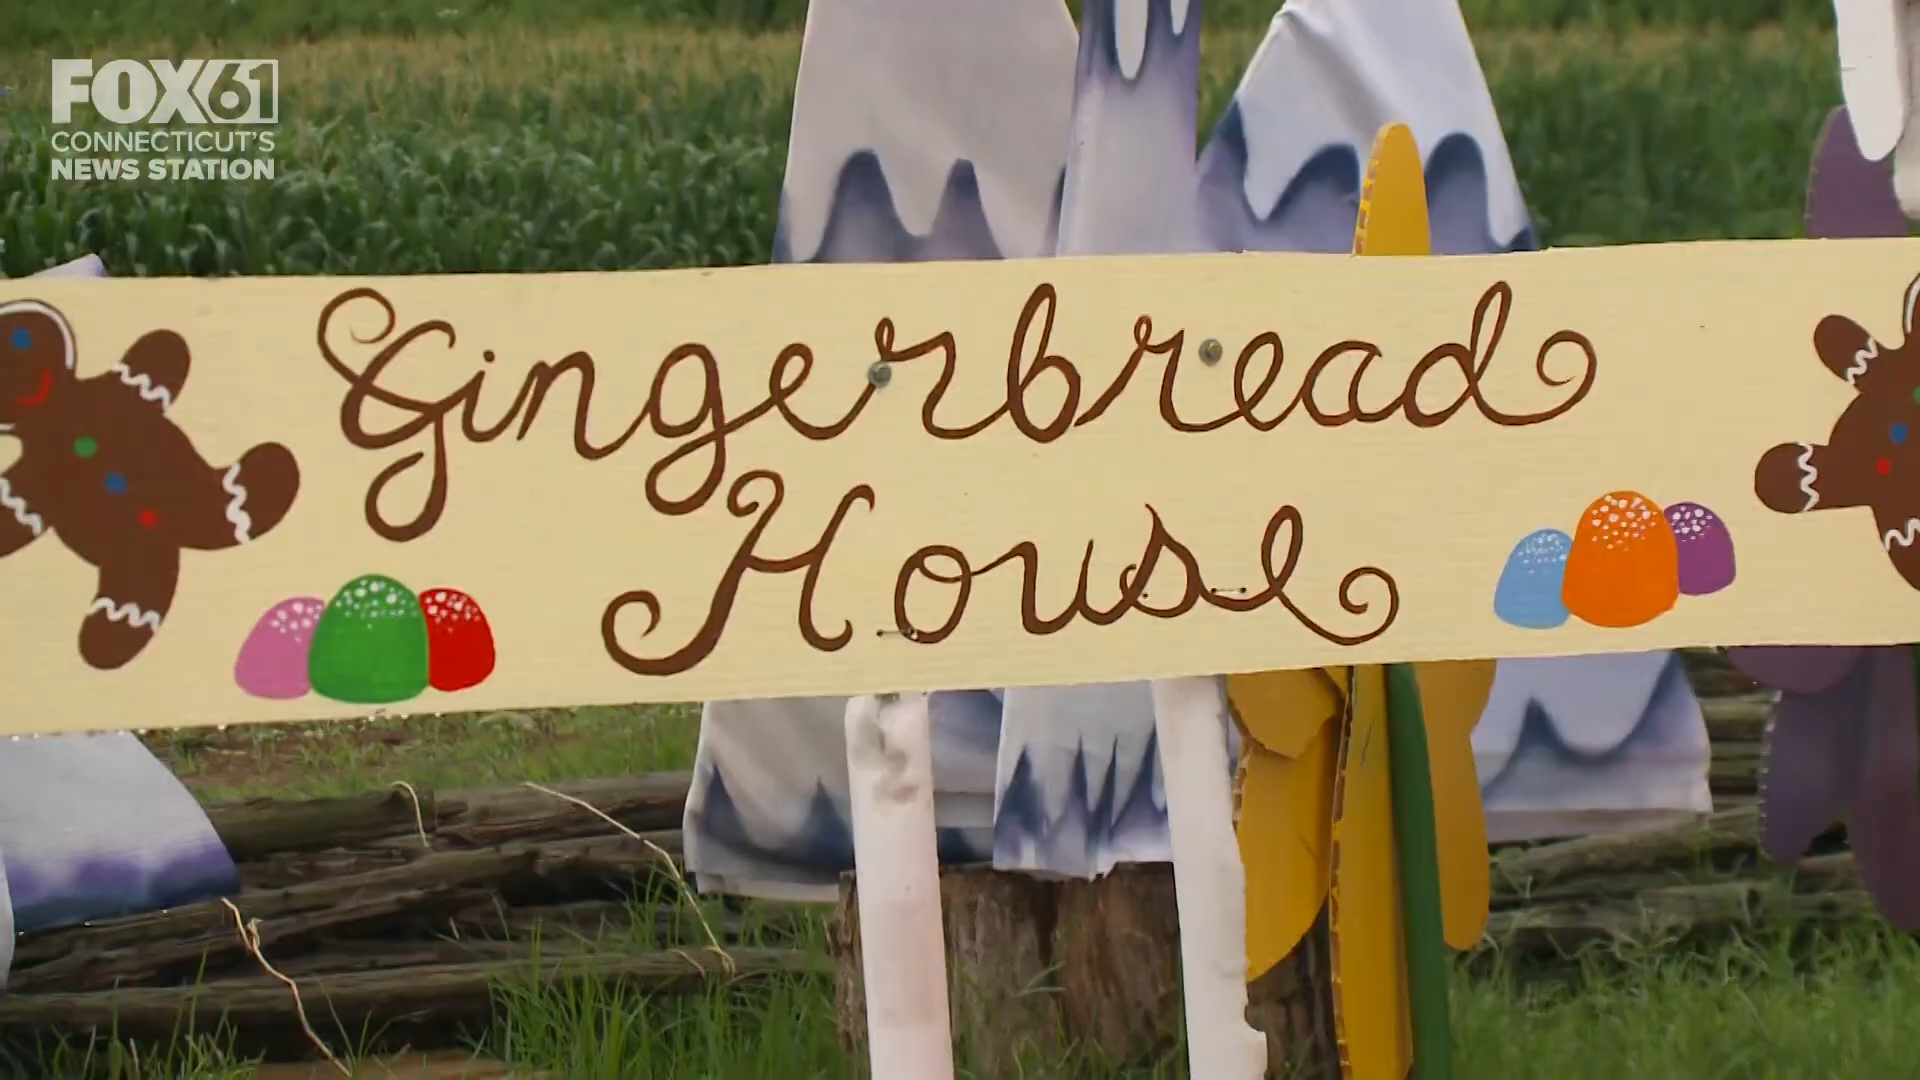 FOX61
CONNECTICUT'S
NEWS STATION
Gingerbread
House